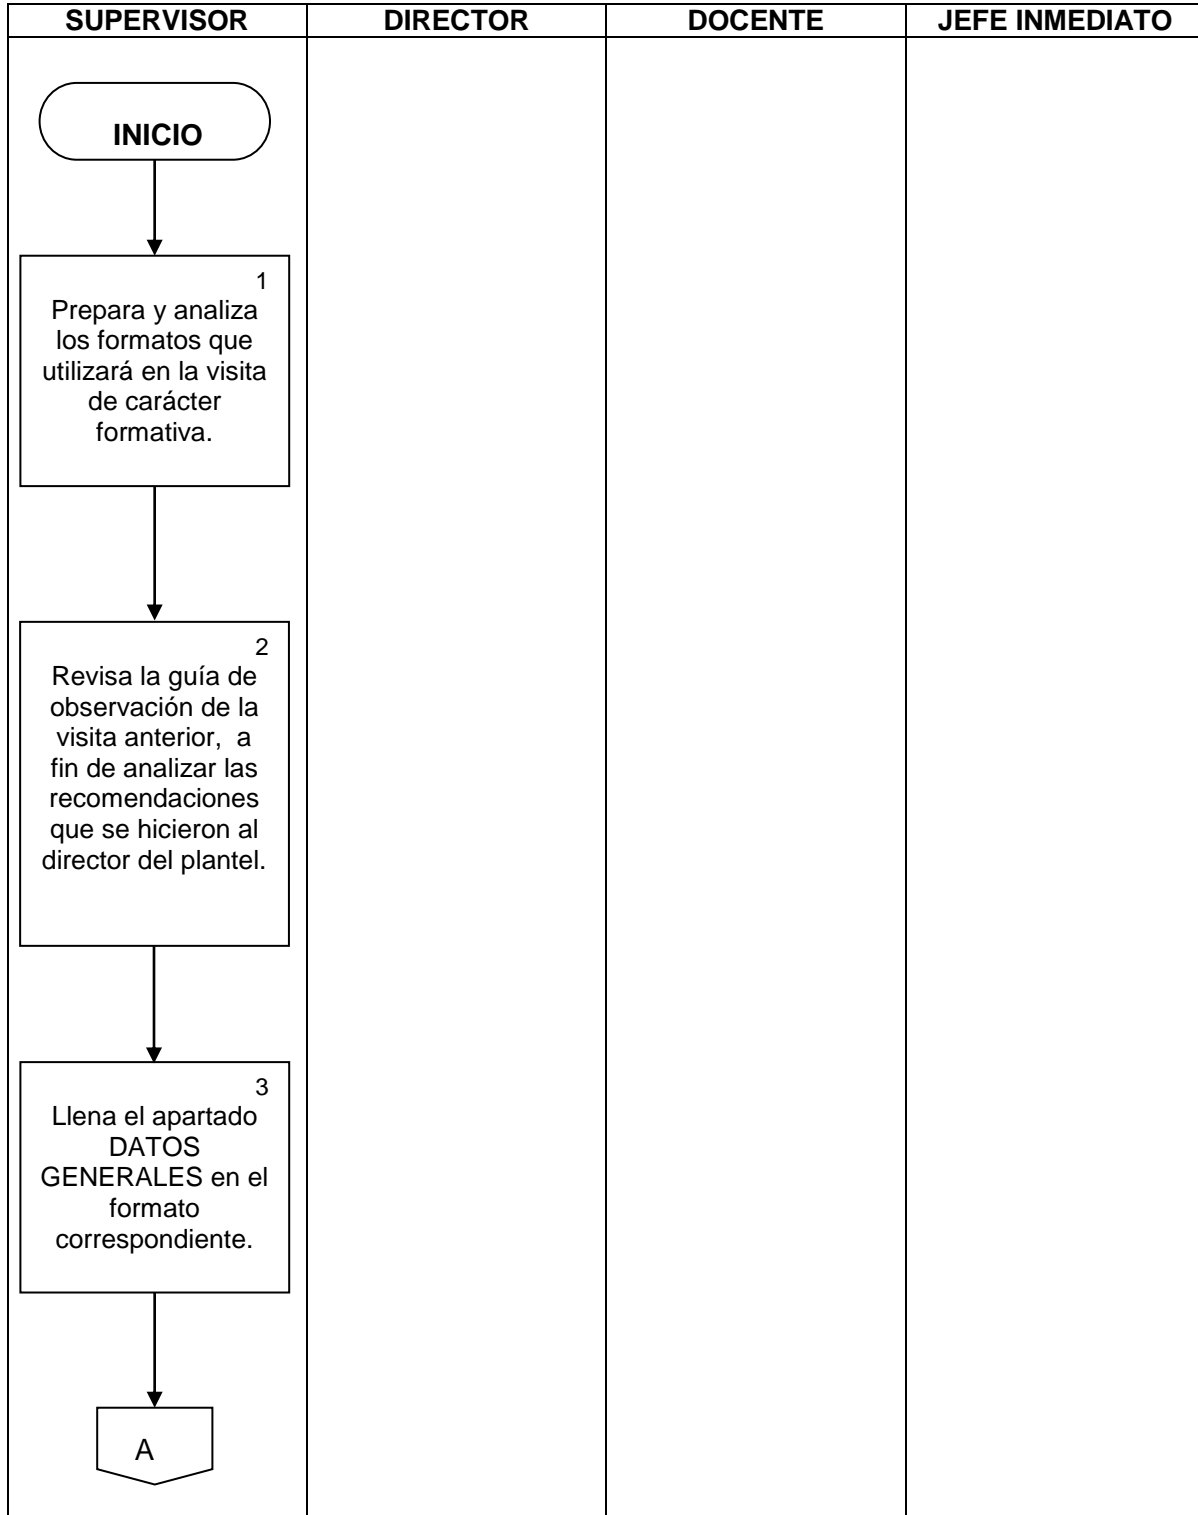 SUPERVISOR
DIRECTOR
DOCENTE
JEFE INMEDIATO
INICIO
1
Prepara y analiza
los formatos que
utilizará en la visita
de carácter
formativa.
2
Revisa la guía de
observación de la
visita anterior,  a
fin de analizar las
recomendaciones
que se hicieron al
director del plantel.
3
Llena el apartado
DATOS
GENERALES en el
formato
correspondiente.
A